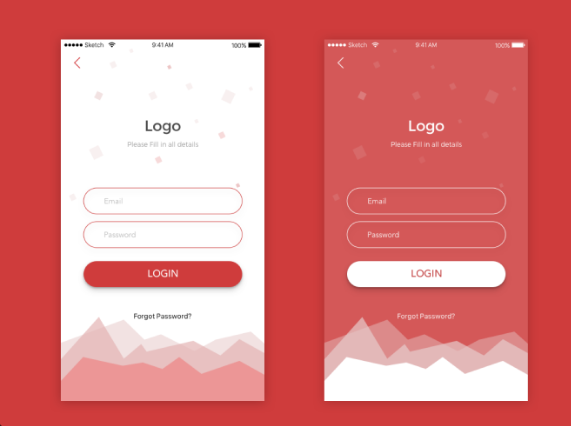 Sketch 9:41 AM 100%
Logo
Please Fill in all details
Email
Password
LOGIN
Forgot Password?
Sketch 9:41 AM 100%
Logo
Please Fill in all details
Email
Password
LOGIN
Forgot Password?